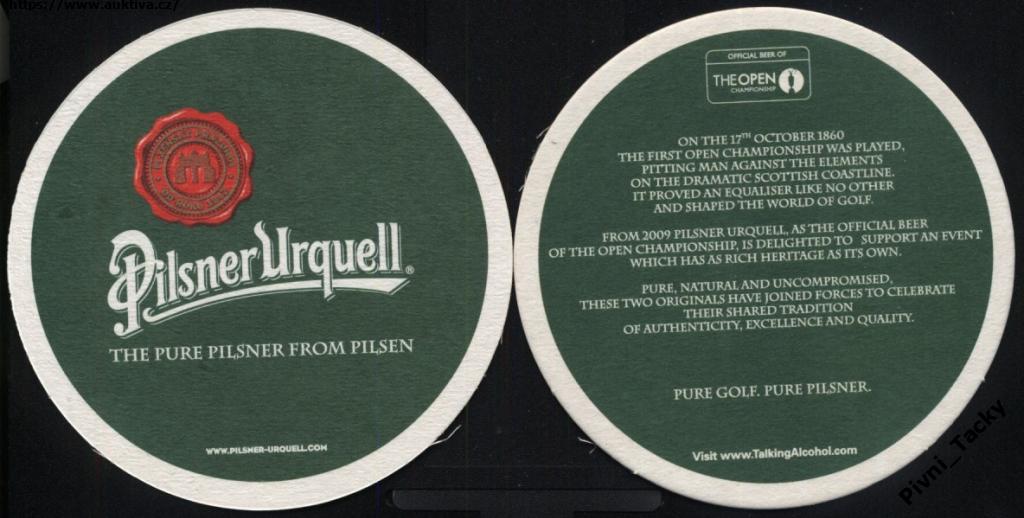 https://www.auktiva.cz/
Pilsner Urquell®
THE PURE PILSNER FROM PILSEN
WWW.PILSNER-URQUELL.COM
OFFICIAL BEER OF
THE OPEN
CHAMPIONSHIP
ON THE 17TH OCTOBER 1860
THE FIRST OPEN CHAMPIONSHIP WAS PLAYED,
PITTING MAN AGAINST THE ELEMENTS
ON THE DRAMATIC SCOTTISH COASTLINE.
IT PROVED AN EQUALISER LIKE NO OTHER
AND SHAPED THE WORLD OF GOLF.
FROM 2009 PILSNER URQUELL, AS THE OFFICIAL BEER
OF THE OPEN CHAMPIONSHIP, IS DELIGHTED TO SUPPORT AN EVENT
WHICH HAS AS RICH HERITAGE AS ITS OWN.
PURE, NATURAL AND UNCOMPROMISED,
THESE TWO ORIGINALS HAVE JOINED FORCES TO CELEBRATE
THEIR SHARED TRADITION
OF AUTHENTICITY, EXCELLENCE AND QUALITY.
PURE GOLF. PURE PILSNER.
Visit www.TalkingAlcohol.com
Pivni_Tacky